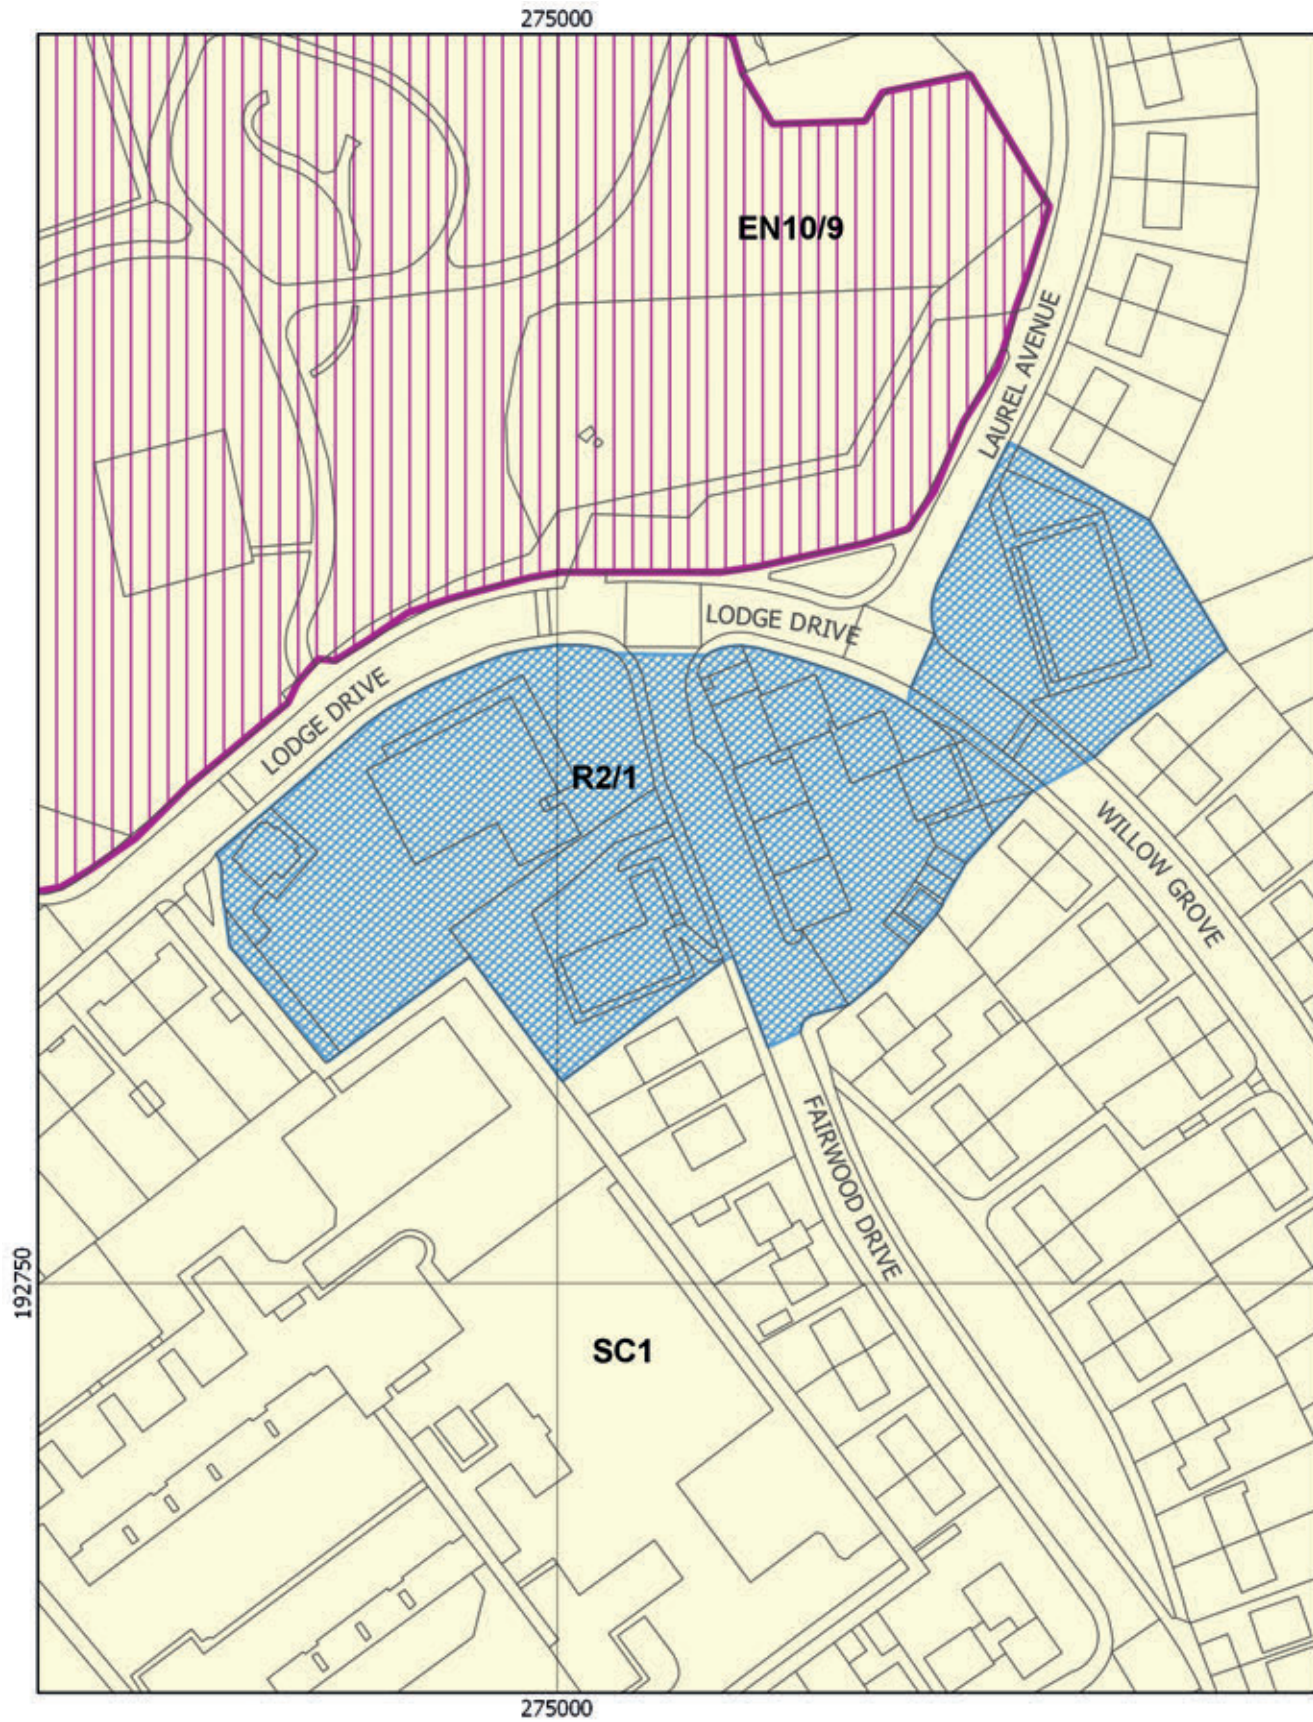 275000
EN10/9
LAUREL AVENUE
LODGE DRIVE
LODGE DRIVE
R2/1
WILLOW GROVE
FAIRWOOD DRIVE
192750
SC1
275000